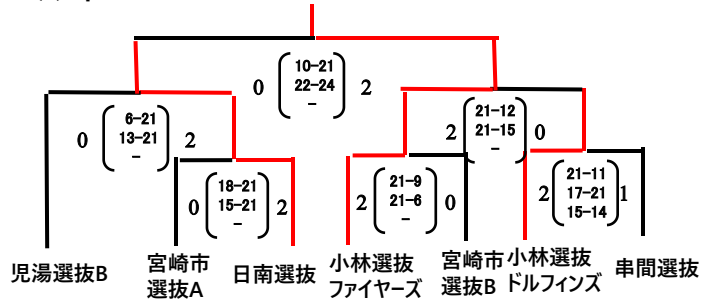 10-21
0 22-24 2
-
6-21
0 13-21 2
-
21-12
2 21-15 0
-
18-21
0 15-21 2
-
21-9
2 21-6 0
-
21-11
2 17-21 1
15-14
児湯選抜B
宮崎市
選抜A
日南選抜
小林選抜
ファイヤーズ
宮崎市
選抜B
小林選抜
ドルフィンズ
串間選抜